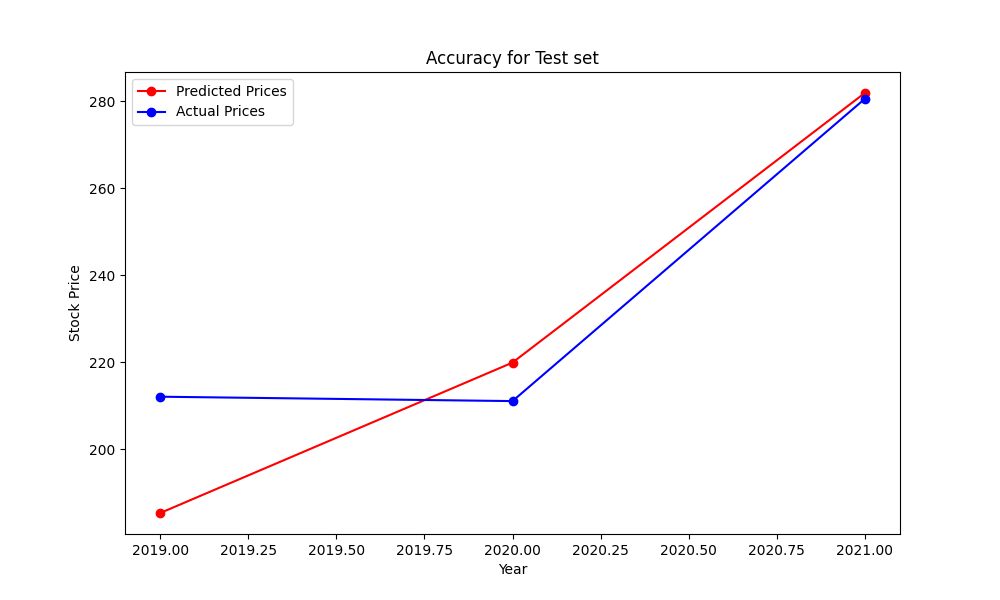 Accuracy for Test set
Predicted Prices
Actual Prices
280
260
240
220
200
Stock Price
2019.00 2019.25 2019.50 2019.75 2020.00 2020.25 2020.50 2020.75 2021.00
Year